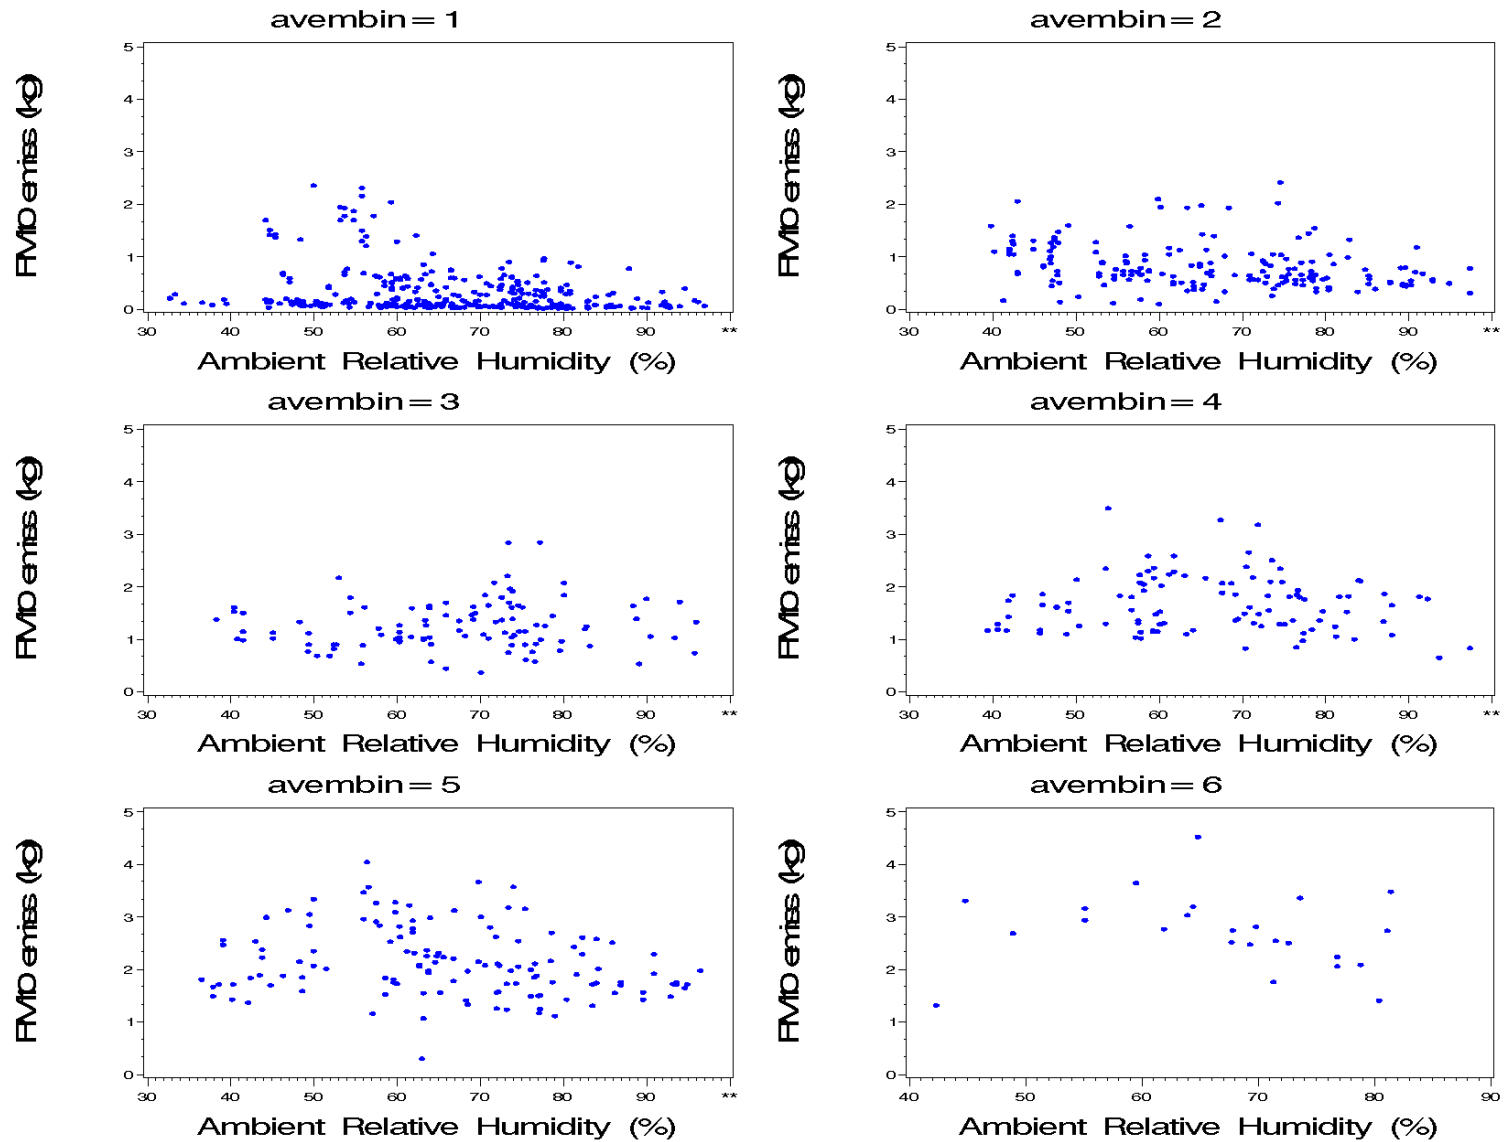 avembin = 1
PM10 emiss (kg)
5
4
3
2
1
0
30 40 50 60 70 80 90 **
Ambient Relative Humidity (%)
avembin = 2
PM10 emiss (kg)
5
4
3
2
1
0
30 40 50 60 70 80 90 **
Ambient Relative Humidity (%)
avembin = 3
PM10 emiss (kg)
5
4
3
2
1
0
30 40 50 60 70 80 90 **
Ambient Relative Humidity (%)
avembin = 4
PM10 emiss (kg)
5
4
3
2
1
0
30 40 50 60 70 80 90 **
Ambient Relative Humidity (%)
avembin = 5
PM10 emiss (kg)
5
4
3
2
1
0
30 40 50 60 70 80 90 **
Ambient Relative Humidity (%)
avembin = 6
PM10 emiss (kg)
5
4
3
2
1
0
40 50 60 70 80 90
Ambient Relative Humidity (%)